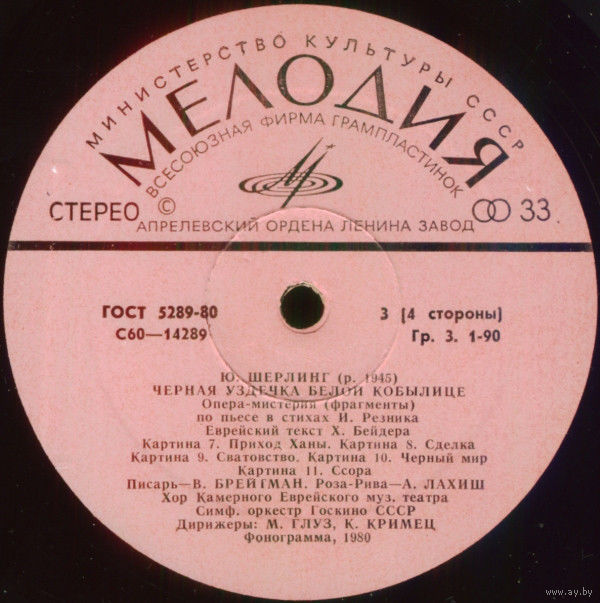 МИНИСТЕРСТВО КУЛЬТУРЫ СССР
МЕЛОДИЯ
ВСЕСОЮЗНАЯ ФИРМА ГРАМПЛАСТИНОК
СТЕРЕО © 33
АПРЕЛЕВСКИЙ ОРДЕНА ЛЕНИНА ЗАВОД
ГОСТ 5289-80 3 (4 стороны)
С60—14289 Гр. 3. 1-90
Ю. ШЕРЛИНГ (р. 1945)
ЧЕРНАЯ УЗДЕЧКА БЕЛОЙ КОБЫЛИЦЕ
Опера-мистерия (фрагменты)
по пьесе в стихах И. Резника
Еврейский текст Х. Бейдера
Картина 7. Приход Ханы. Картина 8. Сделка
Картина 9. Сватовство. Картина 10. Черный мир
Картина 11. Ссора
Писарь—В. БРЕЙТМАН. Роза-Рива—А. ЛАХИШ
Хор Камерного Еврейского муз. театра
Симф. оркестр Госкино СССР
Дирижеры: М. ГЛУЗ, К. КРИМЕЦ
Фонограмма, 1980
www.ay.by